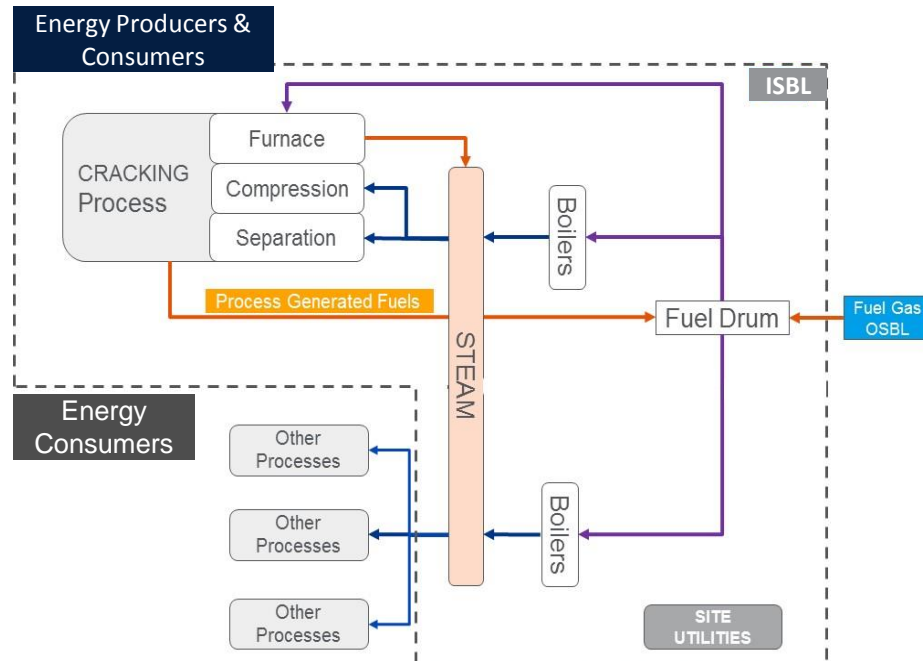 Energy Producers &
Consumers
ISBL
Furnace
CRACKING
Process
Compression
Separation
Boilers
Process Generated Fuels
Fuel Drum
Fuel Gas
OSBL
STEAM
Energy
Consumers
Other
Processes
Other
Processes
Boilers
Other
Processes
SITE
UTILITIES